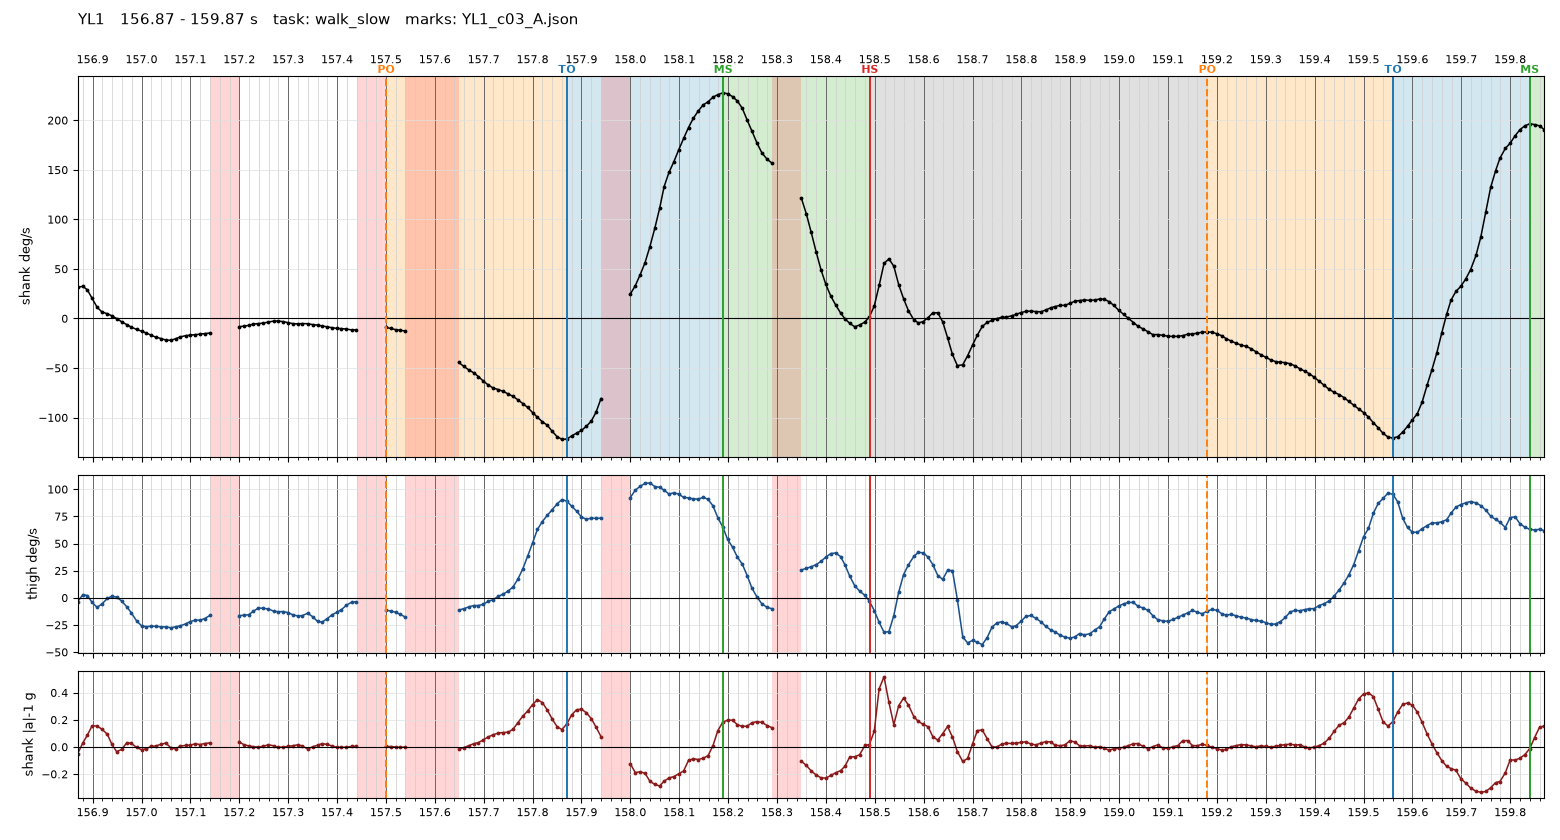 YL1   156.87 - 159.87 s   task: walk_slow   marks: YL1_c03_A.json
156.9 157.0 157.1 157.2 157.3 157.4 157.5 157.6 157.7 157.8 157.9 158.0 158.1 158.2 158.3 158.4 158.5 158.6 158.7 158.8 158.9 159.0 159.1 159.2 159.3 159.4 159.5 159.6 159.7 159.8
PO TO MS HS PO TO MS
200
150
100
50
0
−50
−100
shank deg/s
100
75
50
25
0
−25
−50
thigh deg/s
0.4
0.2
0.0
−0.2
shank |a|-1 g
156.9 157.0 157.1 157.2 157.3 157.4 157.5 157.6 157.7 157.8 157.9 158.0 158.1 158.2 158.3 158.4 158.5 158.6 158.7 158.8 158.9 159.0 159.1 159.2 159.3 159.4 159.5 159.6 159.7 159.8